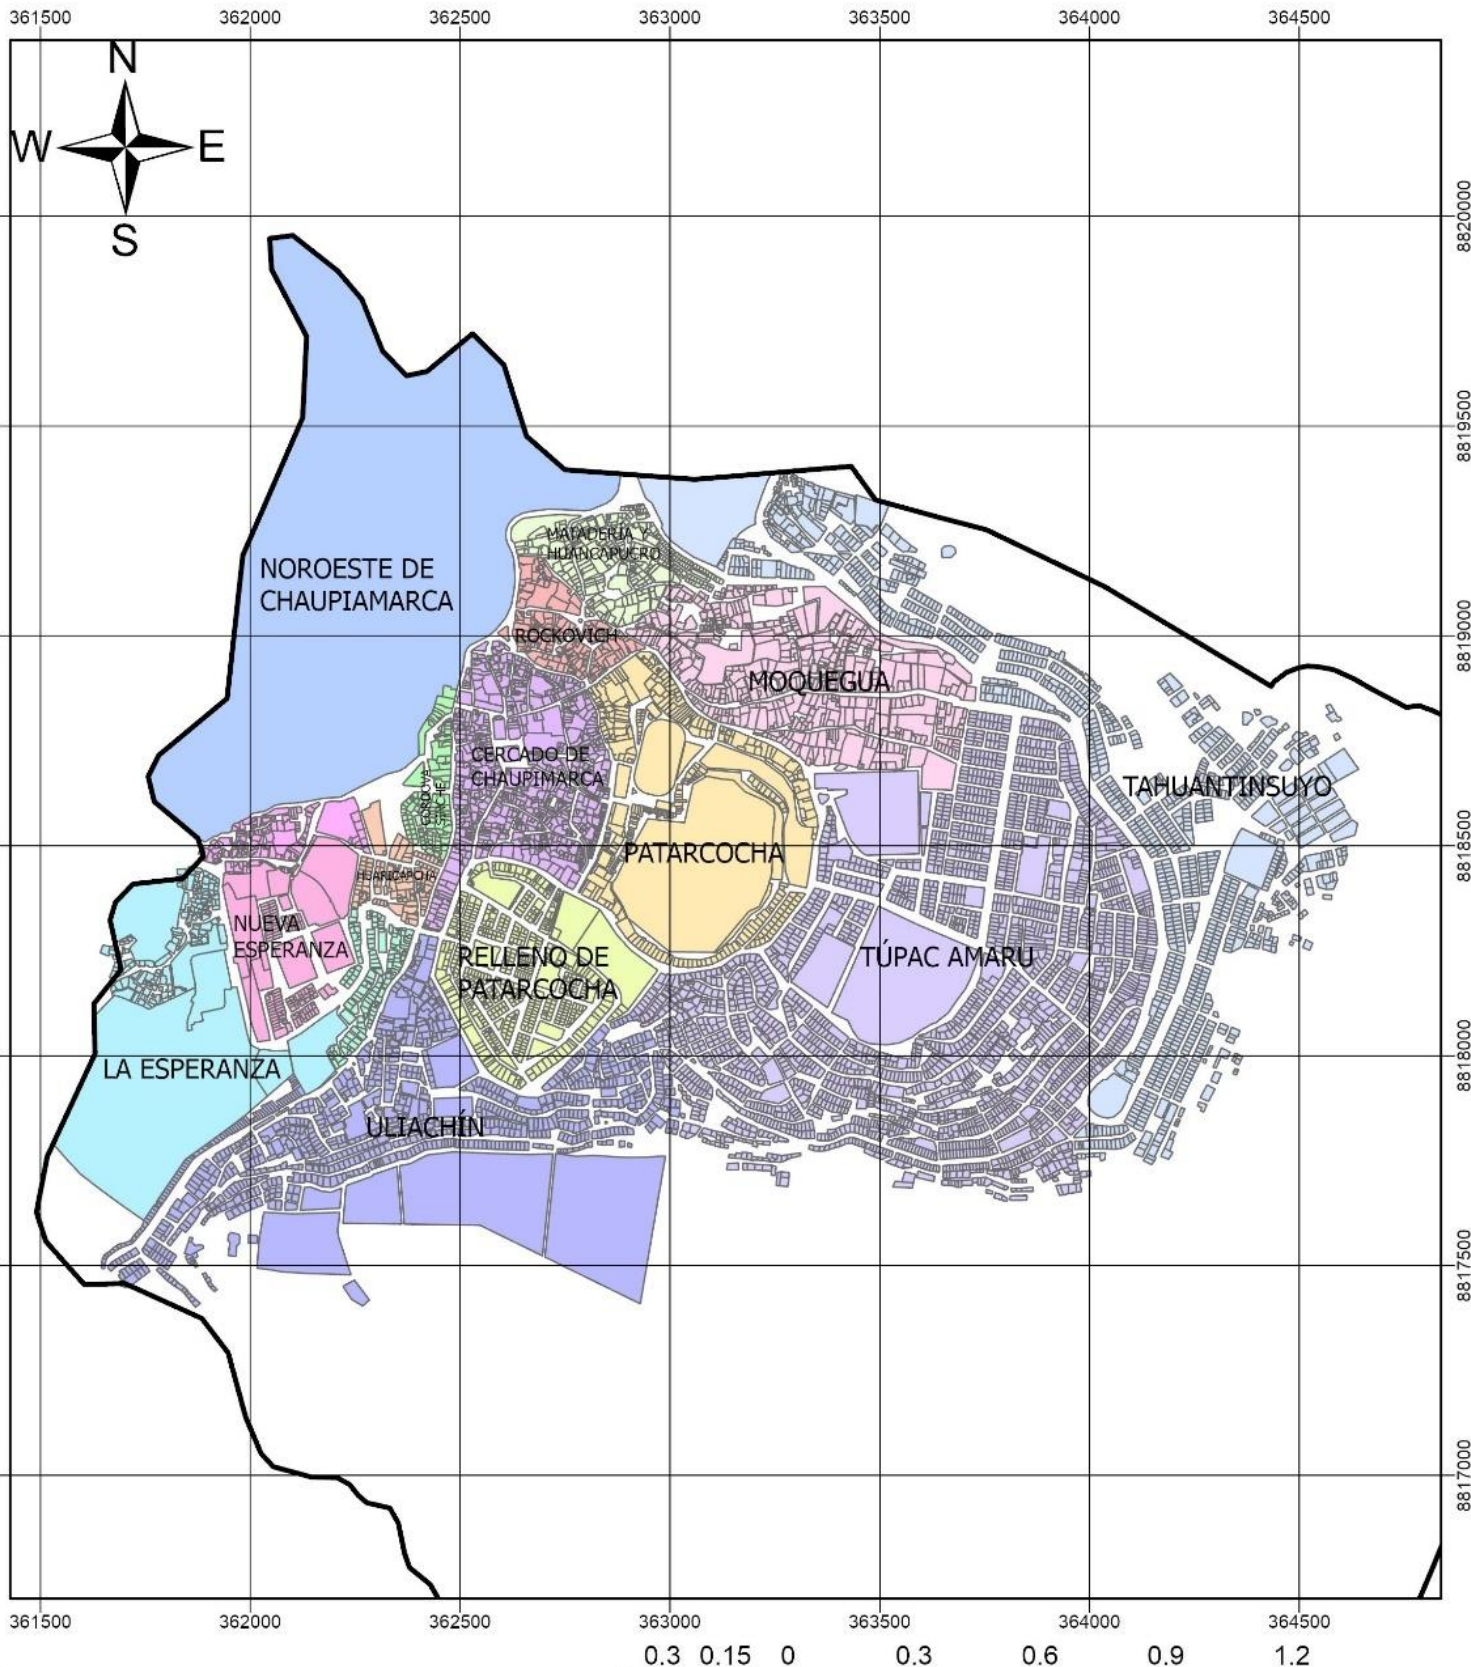 361500 362000 362500 363000 363500 364000 364500
N
W E
S
8820000
8819500
MATADERÍA Y
HUANCAPUCRO
NOROESTE DE
CHAUPIAMARCA
ROCKOVICH
8819000
MOQUEGUA
CERCADO DE
CHAUPIMARCA
TAHUANTINSUYO
PATARCOCHA
8818500
HUARICAPCHA
NUEVA
ESPERANZA
RELLENO DE
PATARCOCHA
TÚPAC AMARU
8818000
LA ESPERANZA
ULIACHÍN
8817500
8817000
361500 362000 362500 363000 363500 364000 364500
0.3 0.15 0 0.3 0.6 0.9 1.2